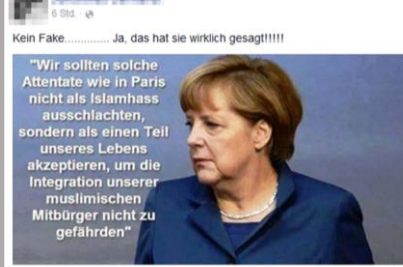 6 Std. ·
Kein Fake.............. Ja, das hat sie wirklich gesagt!!!!!
"Wir sollten solche
Attentate wie in Paris
nicht als Islamhass
ausschlachten,
sondern als einen Teil
unseres Lebens
akzeptieren, um die
Integration unserer
muslimischen
Mitbürger nicht zu
gefährden"